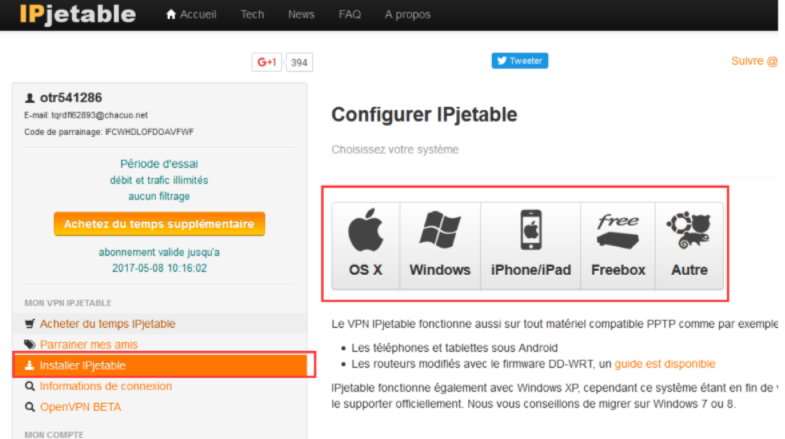 IPjetable Accueil Tech News FAQ A propos
G+1 394 Tweeter Suivre @
otr541286
E-mail: tqrdfl62893@chacuo.net
Code de parrainage: IFCWHDLOFDOAVFWF
Période d'essai
débit et trafic illimités
aucun filtrage
Achetez du temps supplémentaire
abonnement valide jusqu'a
2017-05-08 10:16:02
MON VPN IPJETABLE
Acheter du temps IPjetable
Parrainer mes amis
Installer IPjetable
Informations de connexion
OpenVPN BETA
MON COMPTE
Configurer IPjetable
Choisissez votre système
free
OS X Windows iPhone/iPad Freebox Autre
Le VPN IPjetable fonctionne aussi sur tout matériel compatible PPTP comme par exemple
Les téléphones et tablettes sous Android
Les routeurs modifiés avec le firmware DD-WRT, un guide est disponible
IPjetable fonctionne également avec Windows XP, cependant ce système étant en fin de
le supporter officiellement. Nous vous conseillons de migrer sur Windows 7 ou 8.